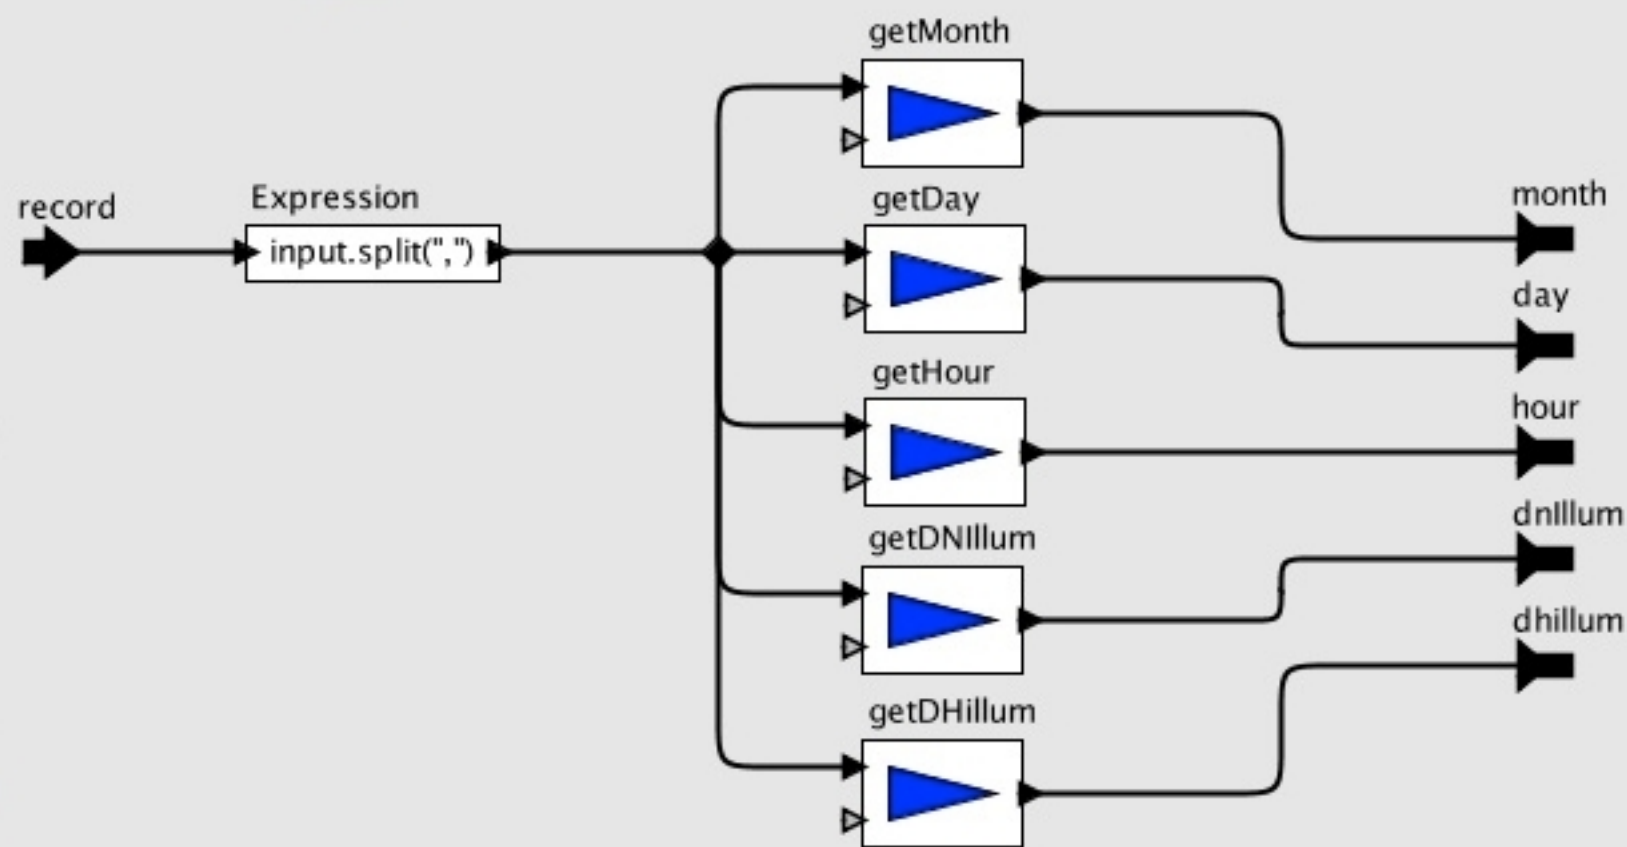 getMonth
record
Expression
input.split(",")
getDay
month
day
getHour
hour
getDNIllum
dnIllum
getDHillum
dhillum